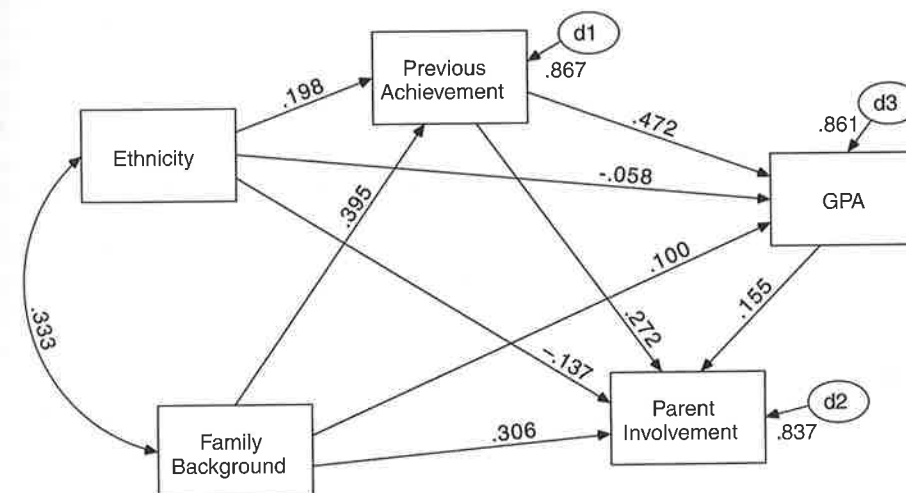 d1
Previous
Achievement
.867
.198
d3
.861
.472
Ethnicity
-.058
GPA
.395
.100
.333
.272
.155
–.137
Parent
Involvement
d2
.837
Family
Background
.306